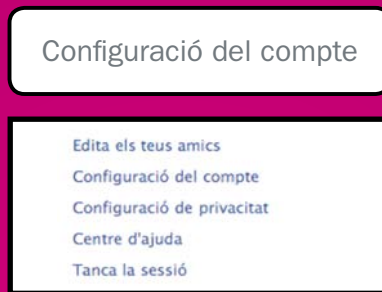 Configuració del compte
Edita els teus amics
Configuració del compte
Configuració de privacitat
Centre d'ajuda
Tanca la sessió